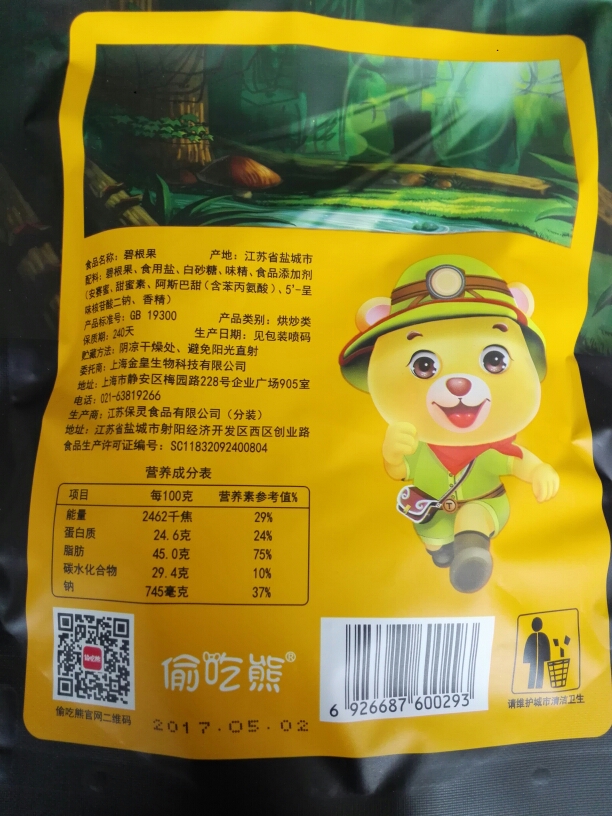 食品名称: 碧根果 产地: 江苏省盐城市
配料: 碧根果、食用盐、白砂糖、味精、食品添加剂
(安赛蜜、甜蜜素、阿斯巴甜(含苯丙氨酸)、5'-呈
味核苷酸二钠、香精)
产品标准号: GB 19300 产品类别: 烘炒类
保质期: 240天 生产日期: 见包装喷码
贮藏方法: 阴凉干燥处、避免阳光直射
委托商: 上海金皇生物科技有限公司
地址: 上海市静安区梅园路228号企业广场905室
电话: 021-63819266
生产商: 江苏保灵食品有限公司(分装)
地址: 江苏省盐城市射阳经济开发区西区创业路
食品生产许可证编号: SC11832092400804
营养成分表
项目 每100克 营养素参考值%
能量 2462千焦 29%
蛋白质 24.6克 24%
脂肪 45.0克 75%
碳水化合物 29.4克 10%
钠 745毫克 37%
偷吃熊
偷吃熊®
偷吃熊官网二维码
2017.05.02
6 926687 600293
请维护城市清洁卫生